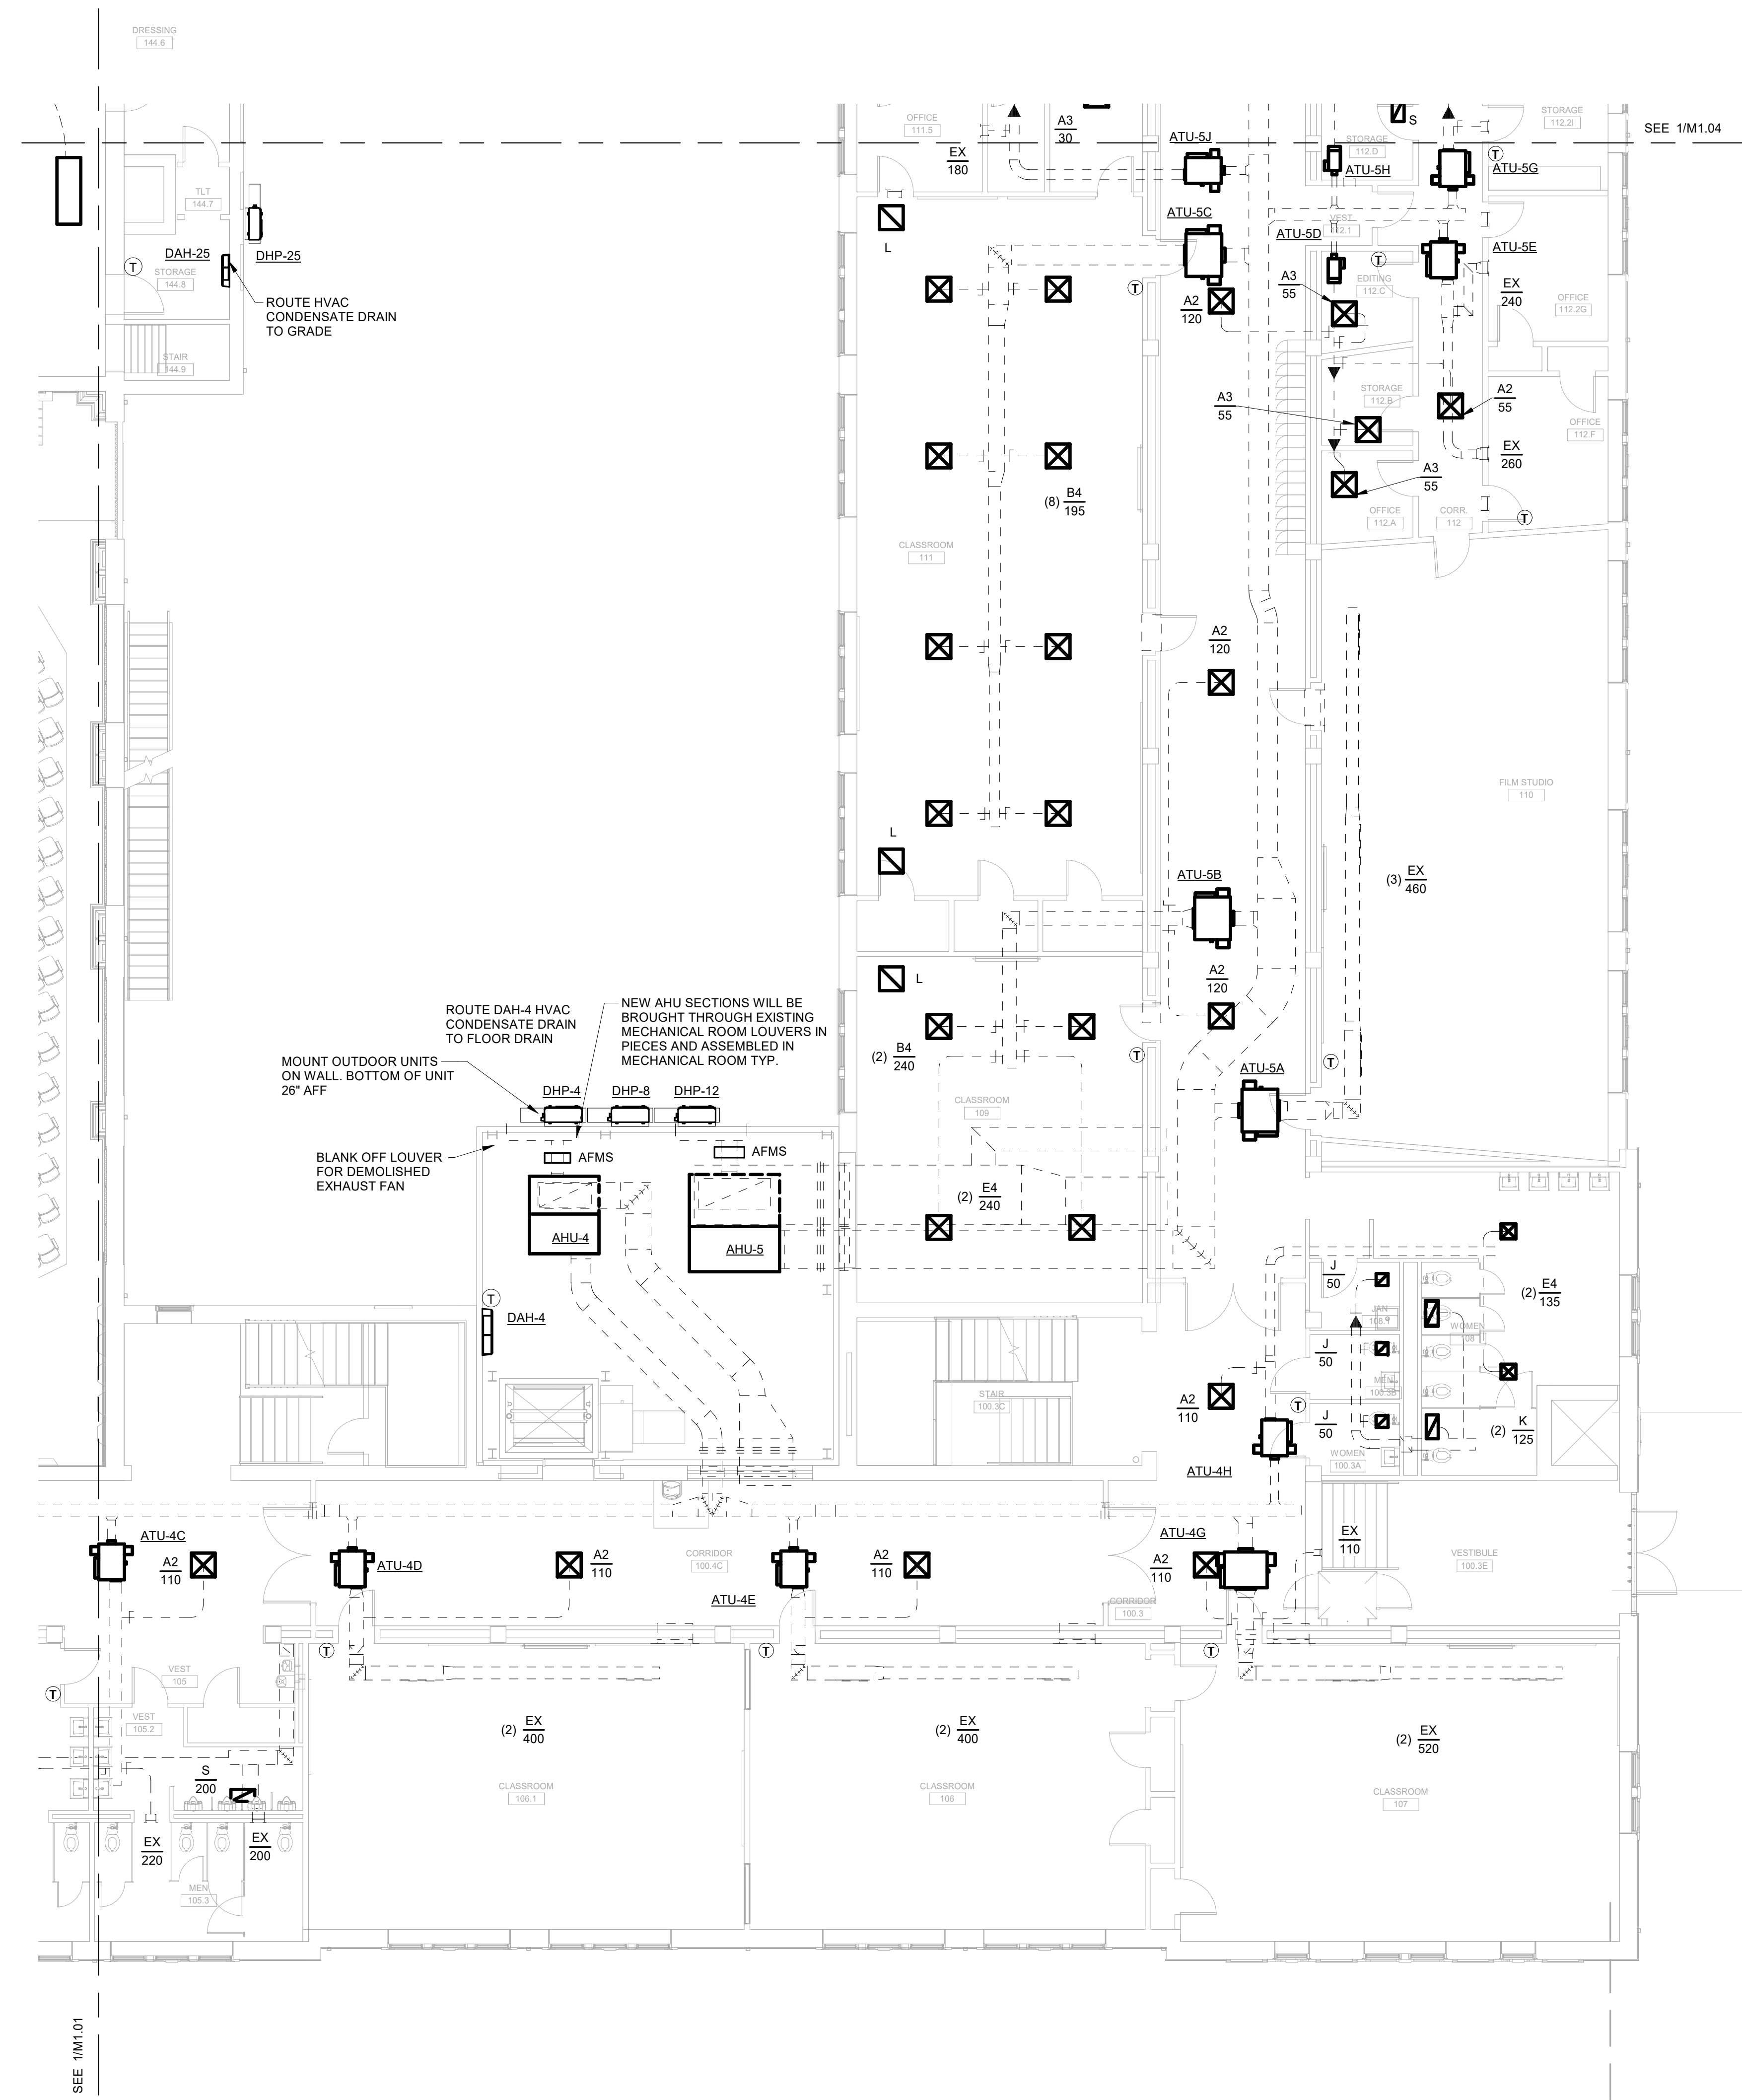 DRESSING
144.6
SEE 1/M1.04
OFFICE
111.5
A3
30
EX
180
ATU-5J
STORAGE
112.D
S
STORAGE
112.2I
T
ATU-5H
ATU-5G
TLT
144.7
DAH-25
DHP-25
T
STORAGE
144.8
ROUTE HVAC
CONDENSATE DRAIN
TO GRADE
STAIR
144.9
L
ATU-5C
VEST
112.1
ATU-5D
ATU-5E
T
T
A3
55
EDITING
112.C
A2
120
EX
240
OFFICE
112.2G
STORAGE
112.B
A3
55
A2
55
OFFICE
112.F
EX
260
A3
55
(8) B4
195
OFFICE
112.A
CORR.
112
T
CLASSROOM
111
A2
120
FILM STUDIO
110
L
ATU-5B
(3) EX
460
L
A2
120
ROUTE DAH-4 HVAC
CONDENSATE DRAIN
TO FLOOR DRAIN
NEW AHU SECTIONS WILL BE
BROUGHT THROUGH EXISTING
MECHANICAL ROOM LOUVERS IN
PIECES AND ASSEMBLED IN
MECHANICAL ROOM TYP.
MOUNT OUTDOOR UNITS
ON WALL. BOTTOM OF UNIT
26" AFF
(2) B4
240
T
T
ATU-5A
DHP-4
DHP-8
DHP-12
CLASSROOM
109
BLANK OFF LOUVER
FOR DEMOLISHED
EXHAUST FAN
AFMS
AFMS
(2) E4
240
AHU-4
AHU-5
J
50
(2) E4
135
T
DAH-4
JAN
108.1
WOMEN
108
J
50
MEN
100.3B
STAIR
100.3C
A2
110
T
J
50
(2) K
125
WOMEN
100.3A
ATU-4H
ATU-4C
A2
110
ATU-4D
A2
110
CORRIDOR
100.4C
ATU-4E
A2
110
ATU-4G
A2
110
EX
110
VESTIBULE
100.3E
CORRIDOR
100.3
T
T
T
VEST
105
T
VEST
105.2
(2) EX
400
(2) EX
400
(2) EX
520
S
200
CLASSROOM
106.1
CLASSROOM
106
CLASSROOM
107
EX
220
EX
200
MEN
105.3
SEE 1/M1.01